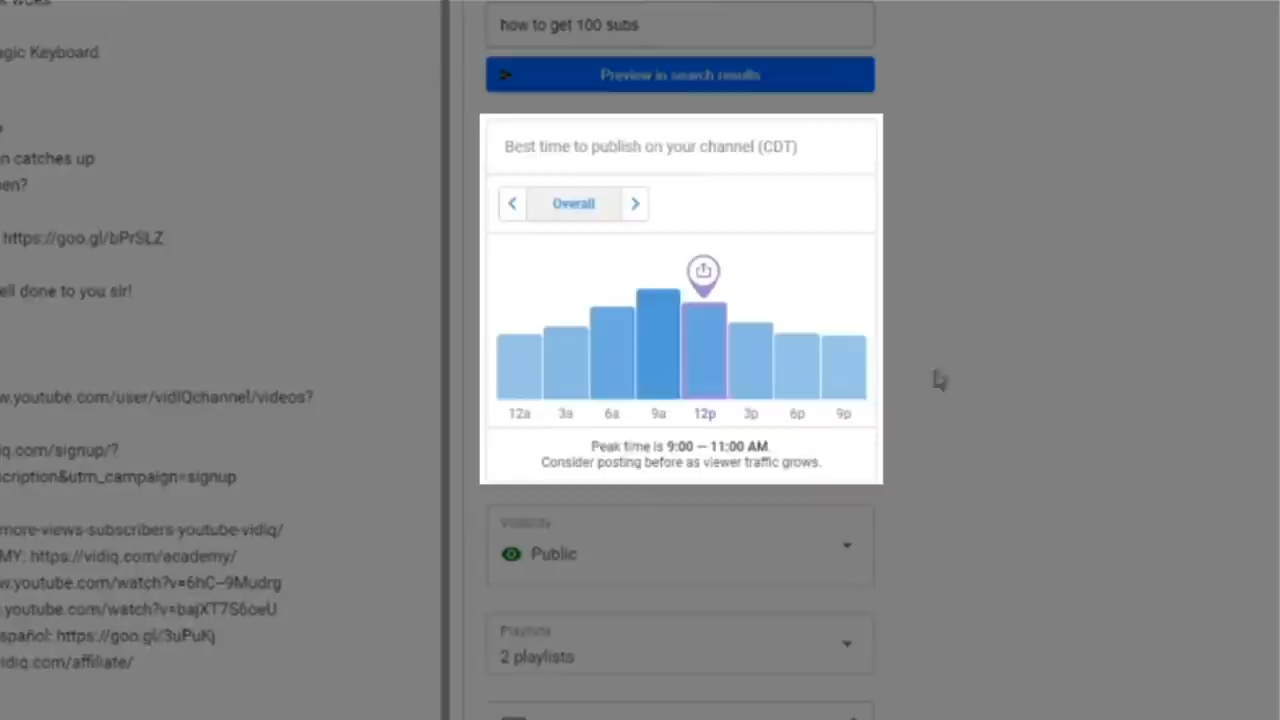 agic Keyboard
n catches up
en?
https://goo.gl/bPrSLZ
ell done to you sir!
w.youtube.com/user/vidIQchannel/videos?
iq.com/signup/?
scription&utm_campaign=signup
more-views-subscribers-youtube-vidiq/
MY: https://vidiq.com/academy/
w.youtube.com/watch?v=6hC-9Mudrg
youtube.com/watch?v=bajXT7S6oeU
spañol: https://goo.gl/3uPuKj
vidiq.com/affiliate/
how to get 100 subs
Preview in search results
Best time to publish on your channel (CDT)
Overall
12a 3a 6a 9a 12p 3p 6p 9p
Peak time is 9:00 – 11:00 AM.
Consider posting before as viewer traffic grows.
Visibility
Public
Playlists
2 playlists